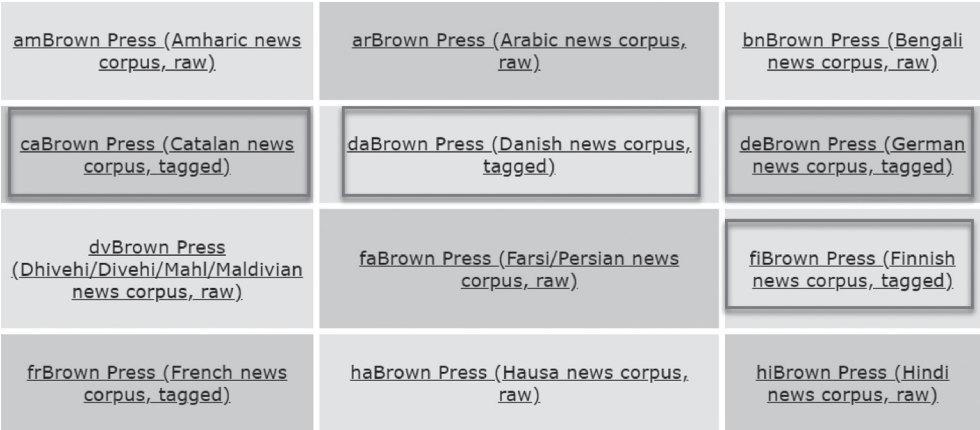 amBrown Press (Amharic news
corpus, raw)
arBrown Press (Arabic news corpus,
raw)
bnBrown Press (Bengali
news corpus, raw)
caBrown Press (Catalan news
corpus, tagged)
daBrown Press (Danish news corpus,
tagged)
deBrown Press (German
news corpus, tagged)
dvBrown Press
(Dhivehi/Divehi/Mahl/Maldivian
news corpus, raw)
faBrown Press (Farsi/Persian news
corpus, raw)
fiBrown Press (Finnish
news corpus, tagged)
frBrown Press (French news
corpus, tagged)
haBrown Press (Hausa news corpus,
raw)
hiBrown Press (Hindi
news corpus, raw)